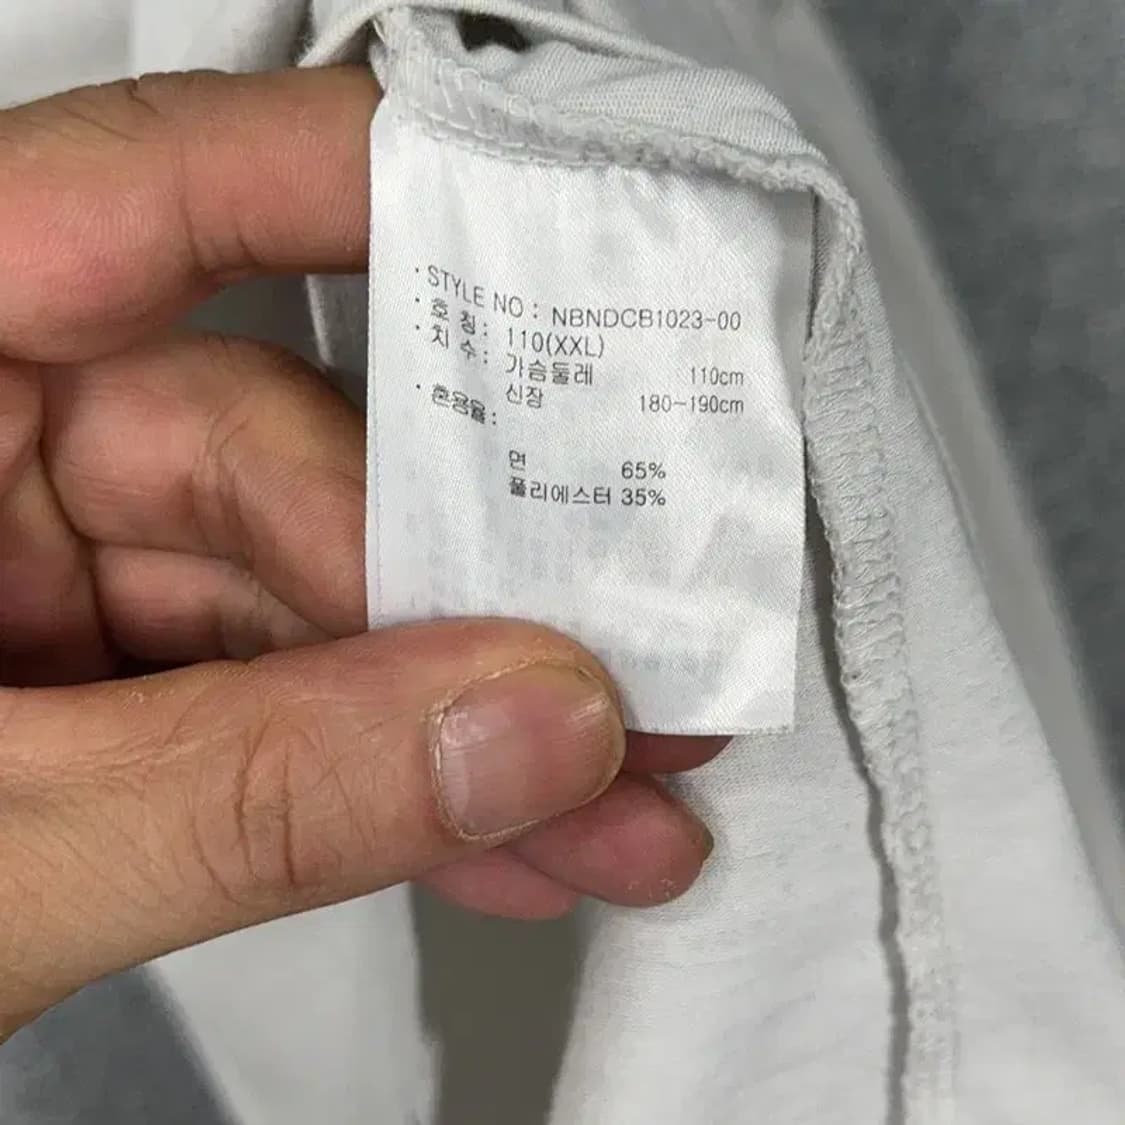 · STYLE NO : NBNDCB1023-00
· 호 칭 : 110(XXL)
· 치 수 : 가슴둘레 110cm
신장 180~190cm
· 혼용율 :
면 65%
폴리에스터 35%